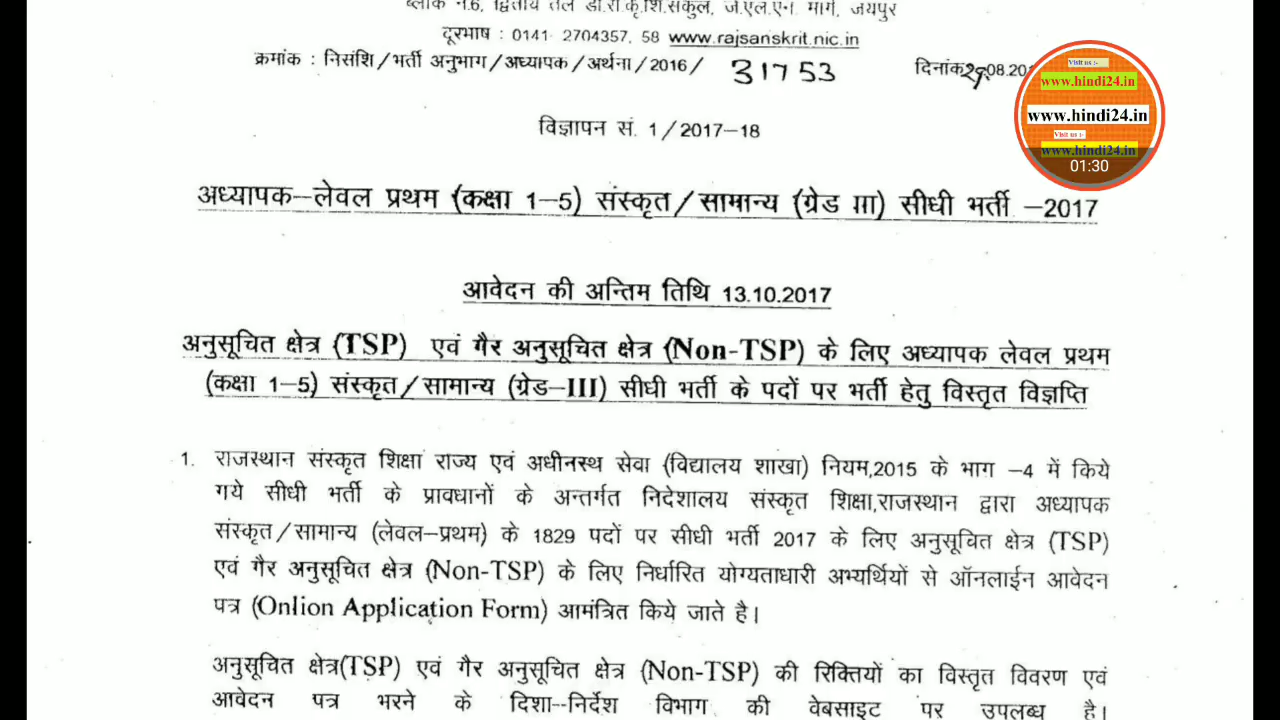 ब्लाक नं.6, द्वितीय तल डॉ.रा.कृ.शि.संकुल, जे.एल.एन. मार्ग, जयपुर
दूरभाष : 0141- 2704357, 58 www.rajsanskrit.nic.in
क्रमांक : निसंशि/भर्ती अनुभाग/अध्यापक/अर्थना/2016/ 31753 दिनांक 08.201
विज्ञापन सं. 1/2017-18
अध्यापक–लेवल प्रथम (कक्षा 1–5) संस्कृत/सामान्य (ग्रेड III) सीधी भर्ती –2017
आवेदन की अन्तिम तिथि 13.10.2017
अनुसूचित क्षेत्र (TSP) एवं गैर अनुसूचित क्षेत्र (Non-TSP) के लिए अध्यापक लेवल प्रथम
(कक्षा 1–5) संस्कृत/सामान्य (ग्रेड–III) सीधी भर्ती के पदों पर भर्ती हेतु विस्तृत विज्ञप्ति
1. राजस्थान संस्कृत शिक्षा राज्य एवं अधीनस्थ सेवा (विद्यालय शाखा) नियम,2015 के भाग –4 में किये
गये सीधी भर्ती के प्रावधानों के अन्तर्गत निदेशालय संस्कृत शिक्षा,राजस्थान द्वारा अध्यापक
संस्कृत/सामान्य (लेवल–प्रथम) के 1829 पदों पर सीधी भर्ती 2017 के लिए अनुसूचित क्षेत्र (TSP)
एवं गैर अनुसूचित क्षेत्र (Non-TSP) के लिए निर्धारित योग्यताधारी अभ्यर्थियों से ऑनलाईन आवेदन
पत्र (Onlion Application Form) आमंत्रित किये जाते है।
अनुसूचित क्षेत्र(TSP) एवं गैर अनुसूचित क्षेत्र (Non-TSP) की रिक्तियों का विस्तृत विवरण एवं
आवेदन पत्र भरने के दिशा--निर्देश विभाग की वेबसाइट पर उपलब्ध है।
Visit us :-
www.hindi24.in
www.hindi24.in
Visit us :-
www.hindi24.in
01:30